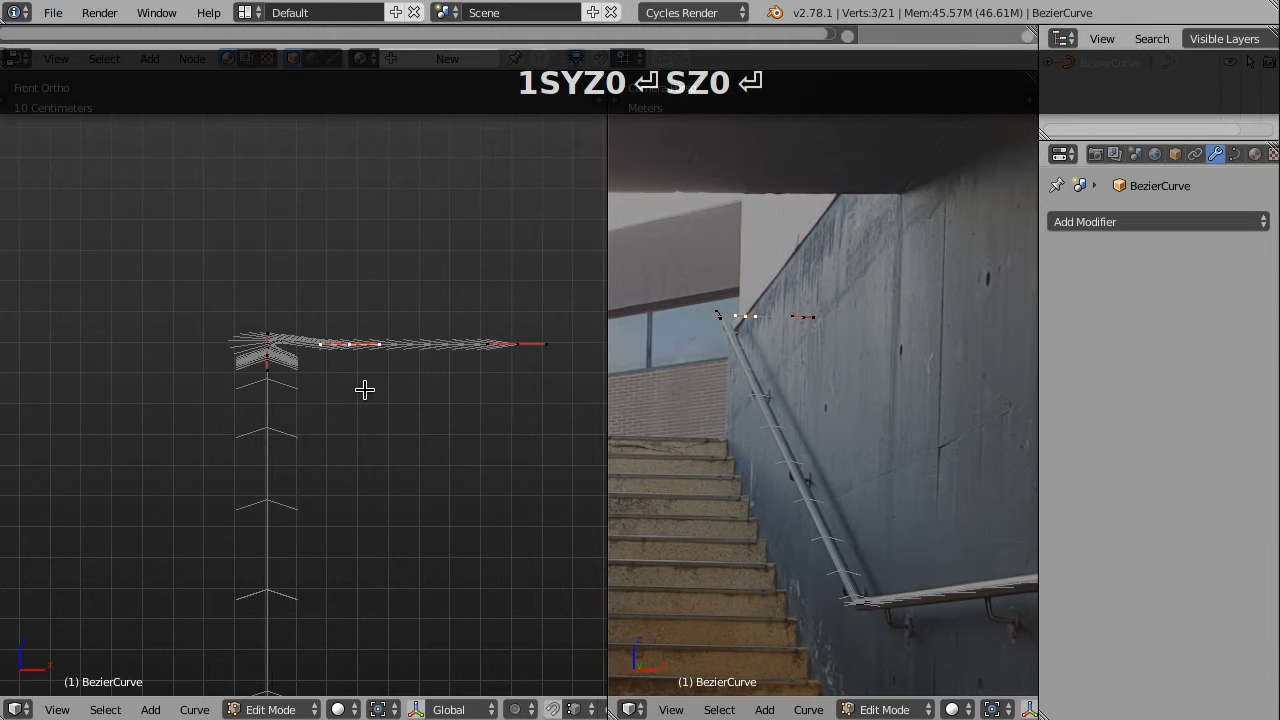 File Render Window Help Default Scene Cycles Render v2.78.1 | Verts:3/21 | Mem:45.57M (46.61M) | BezierCurve
View Search Visible Layers
View Select Add Node New
BezierCurve
1SYZ0 ⏎ SZ0 ⏎
Front Ortho
10 Centimeters
Meters
BezierCurve
Add Modifier
(1) BezierCurve
(1) BezierCurve
View Select Add Curve Edit Mode Global
View Select Add Curve Edit Mode